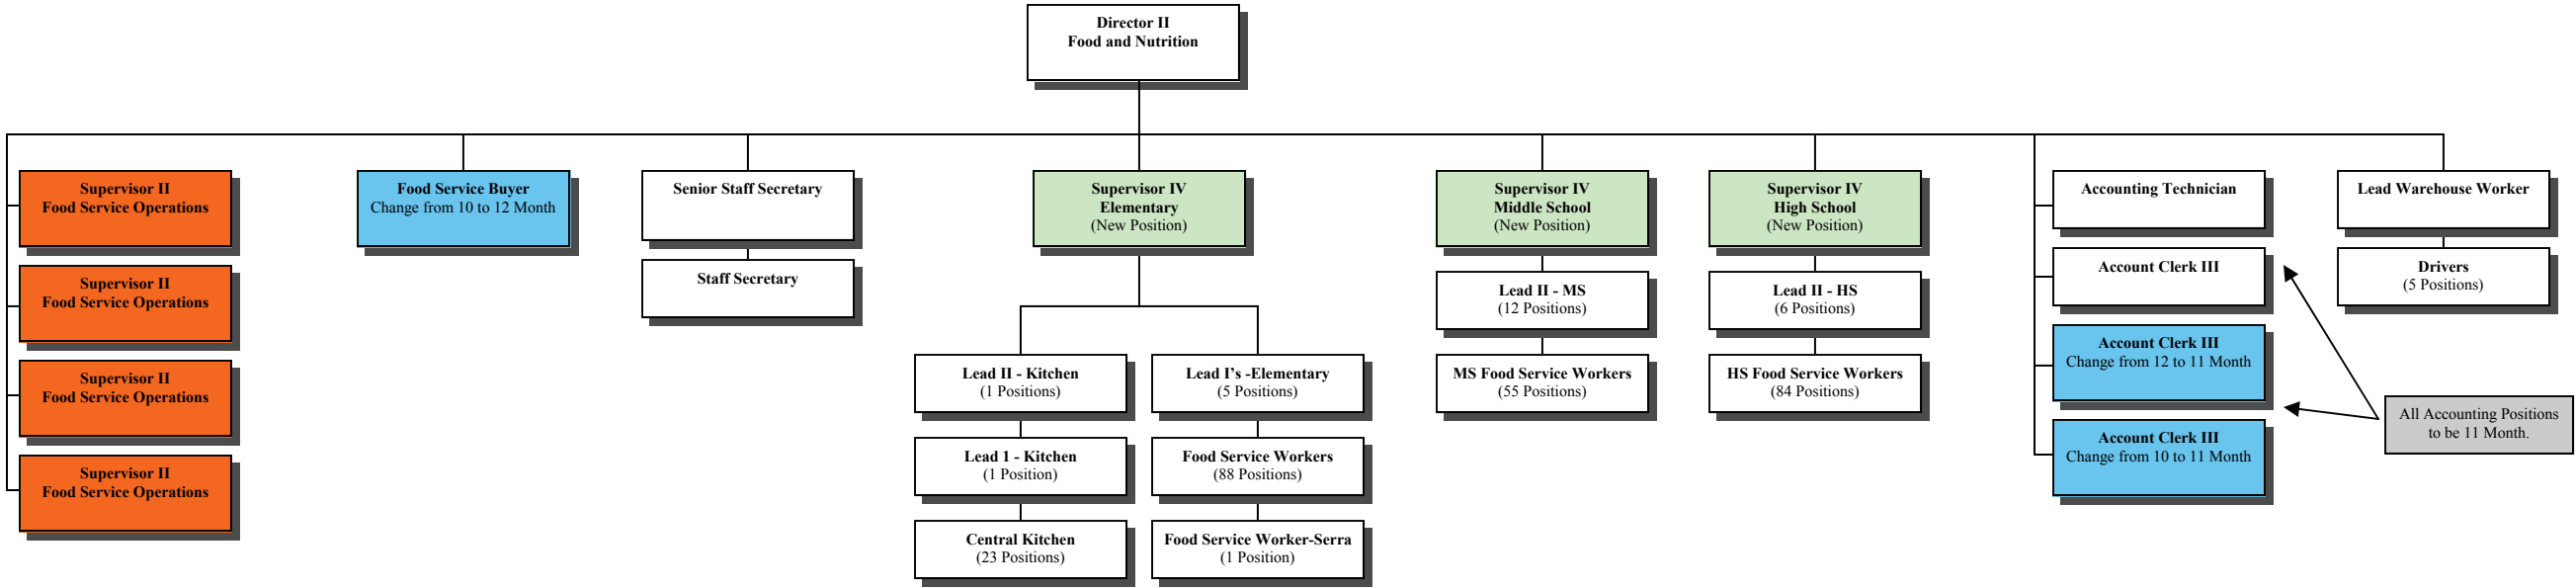 Director II
Food and Nutrition
Supervisor II
Food Service Operations
Supervisor II
Food Service Operations
Supervisor II
Food Service Operations
Supervisor II
Food Service Operations
Food Service Buyer
Change from 10 to 12 Month
Senior Staff Secretary
Staff Secretary
Supervisor IV
Elementary
(New Position)
Lead II - Kitchen
(1 Positions)
Lead 1 - Kitchen
(1 Position)
Central Kitchen
(23 Positions)
Lead I's -Elementary
(5 Positions)
Food Service Workers
(88 Positions)
Food Service Worker-Serra
(1 Position)
Supervisor IV
Middle School
(New Position)
Lead II - MS
(12 Positions)
MS Food Service Workers
(55 Positions)
Supervisor IV
High School
(New Position)
Lead II - HS
(6 Positions)
HS Food Service Workers
(84 Positions)
Accounting Technician
Account Clerk III
Account Clerk III
Change from 12 to 11 Month
Account Clerk III
Change from 10 to 11 Month
Lead Warehouse Worker
Drivers
(5 Positions)
All Accounting Positions
to be 11 Month.